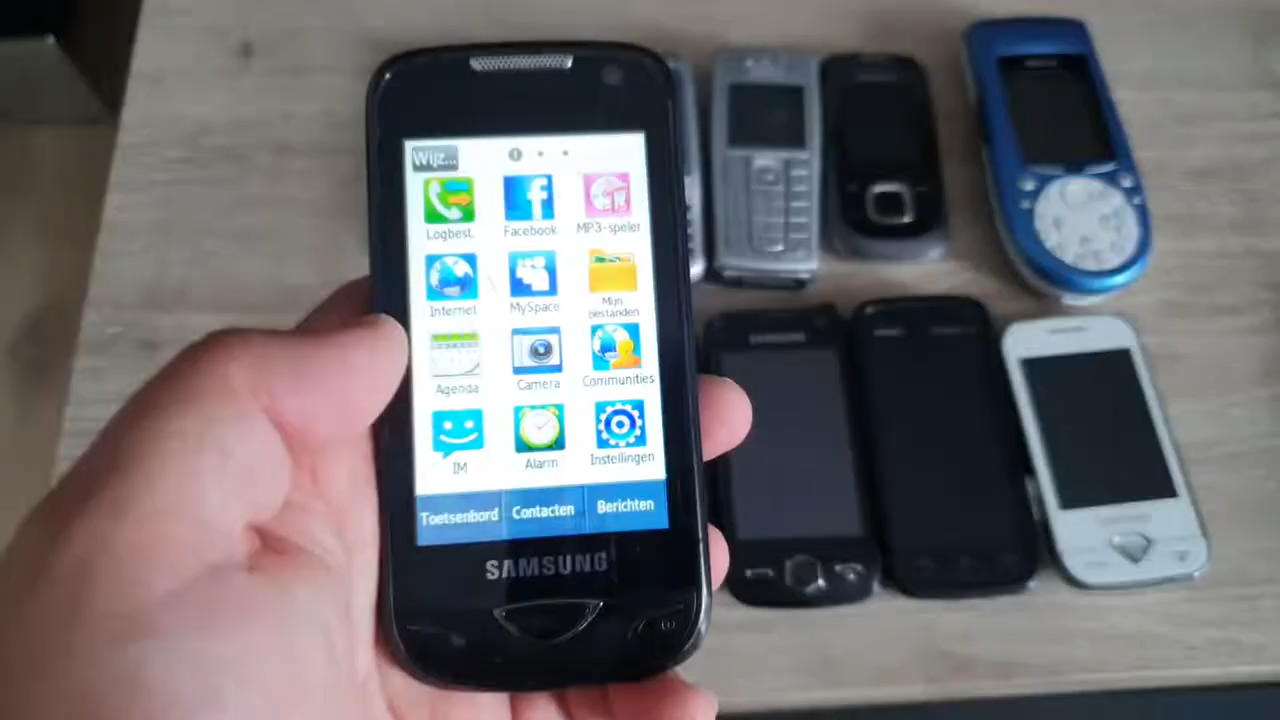 Wijz...
Logbest. Facebook MP3-speler
Internet MySpace Mijn
bestanden
Agenda Camera Communities
IM Alarm Instellingen
Toetsenbord Contacten Berichten
SAMSUNG